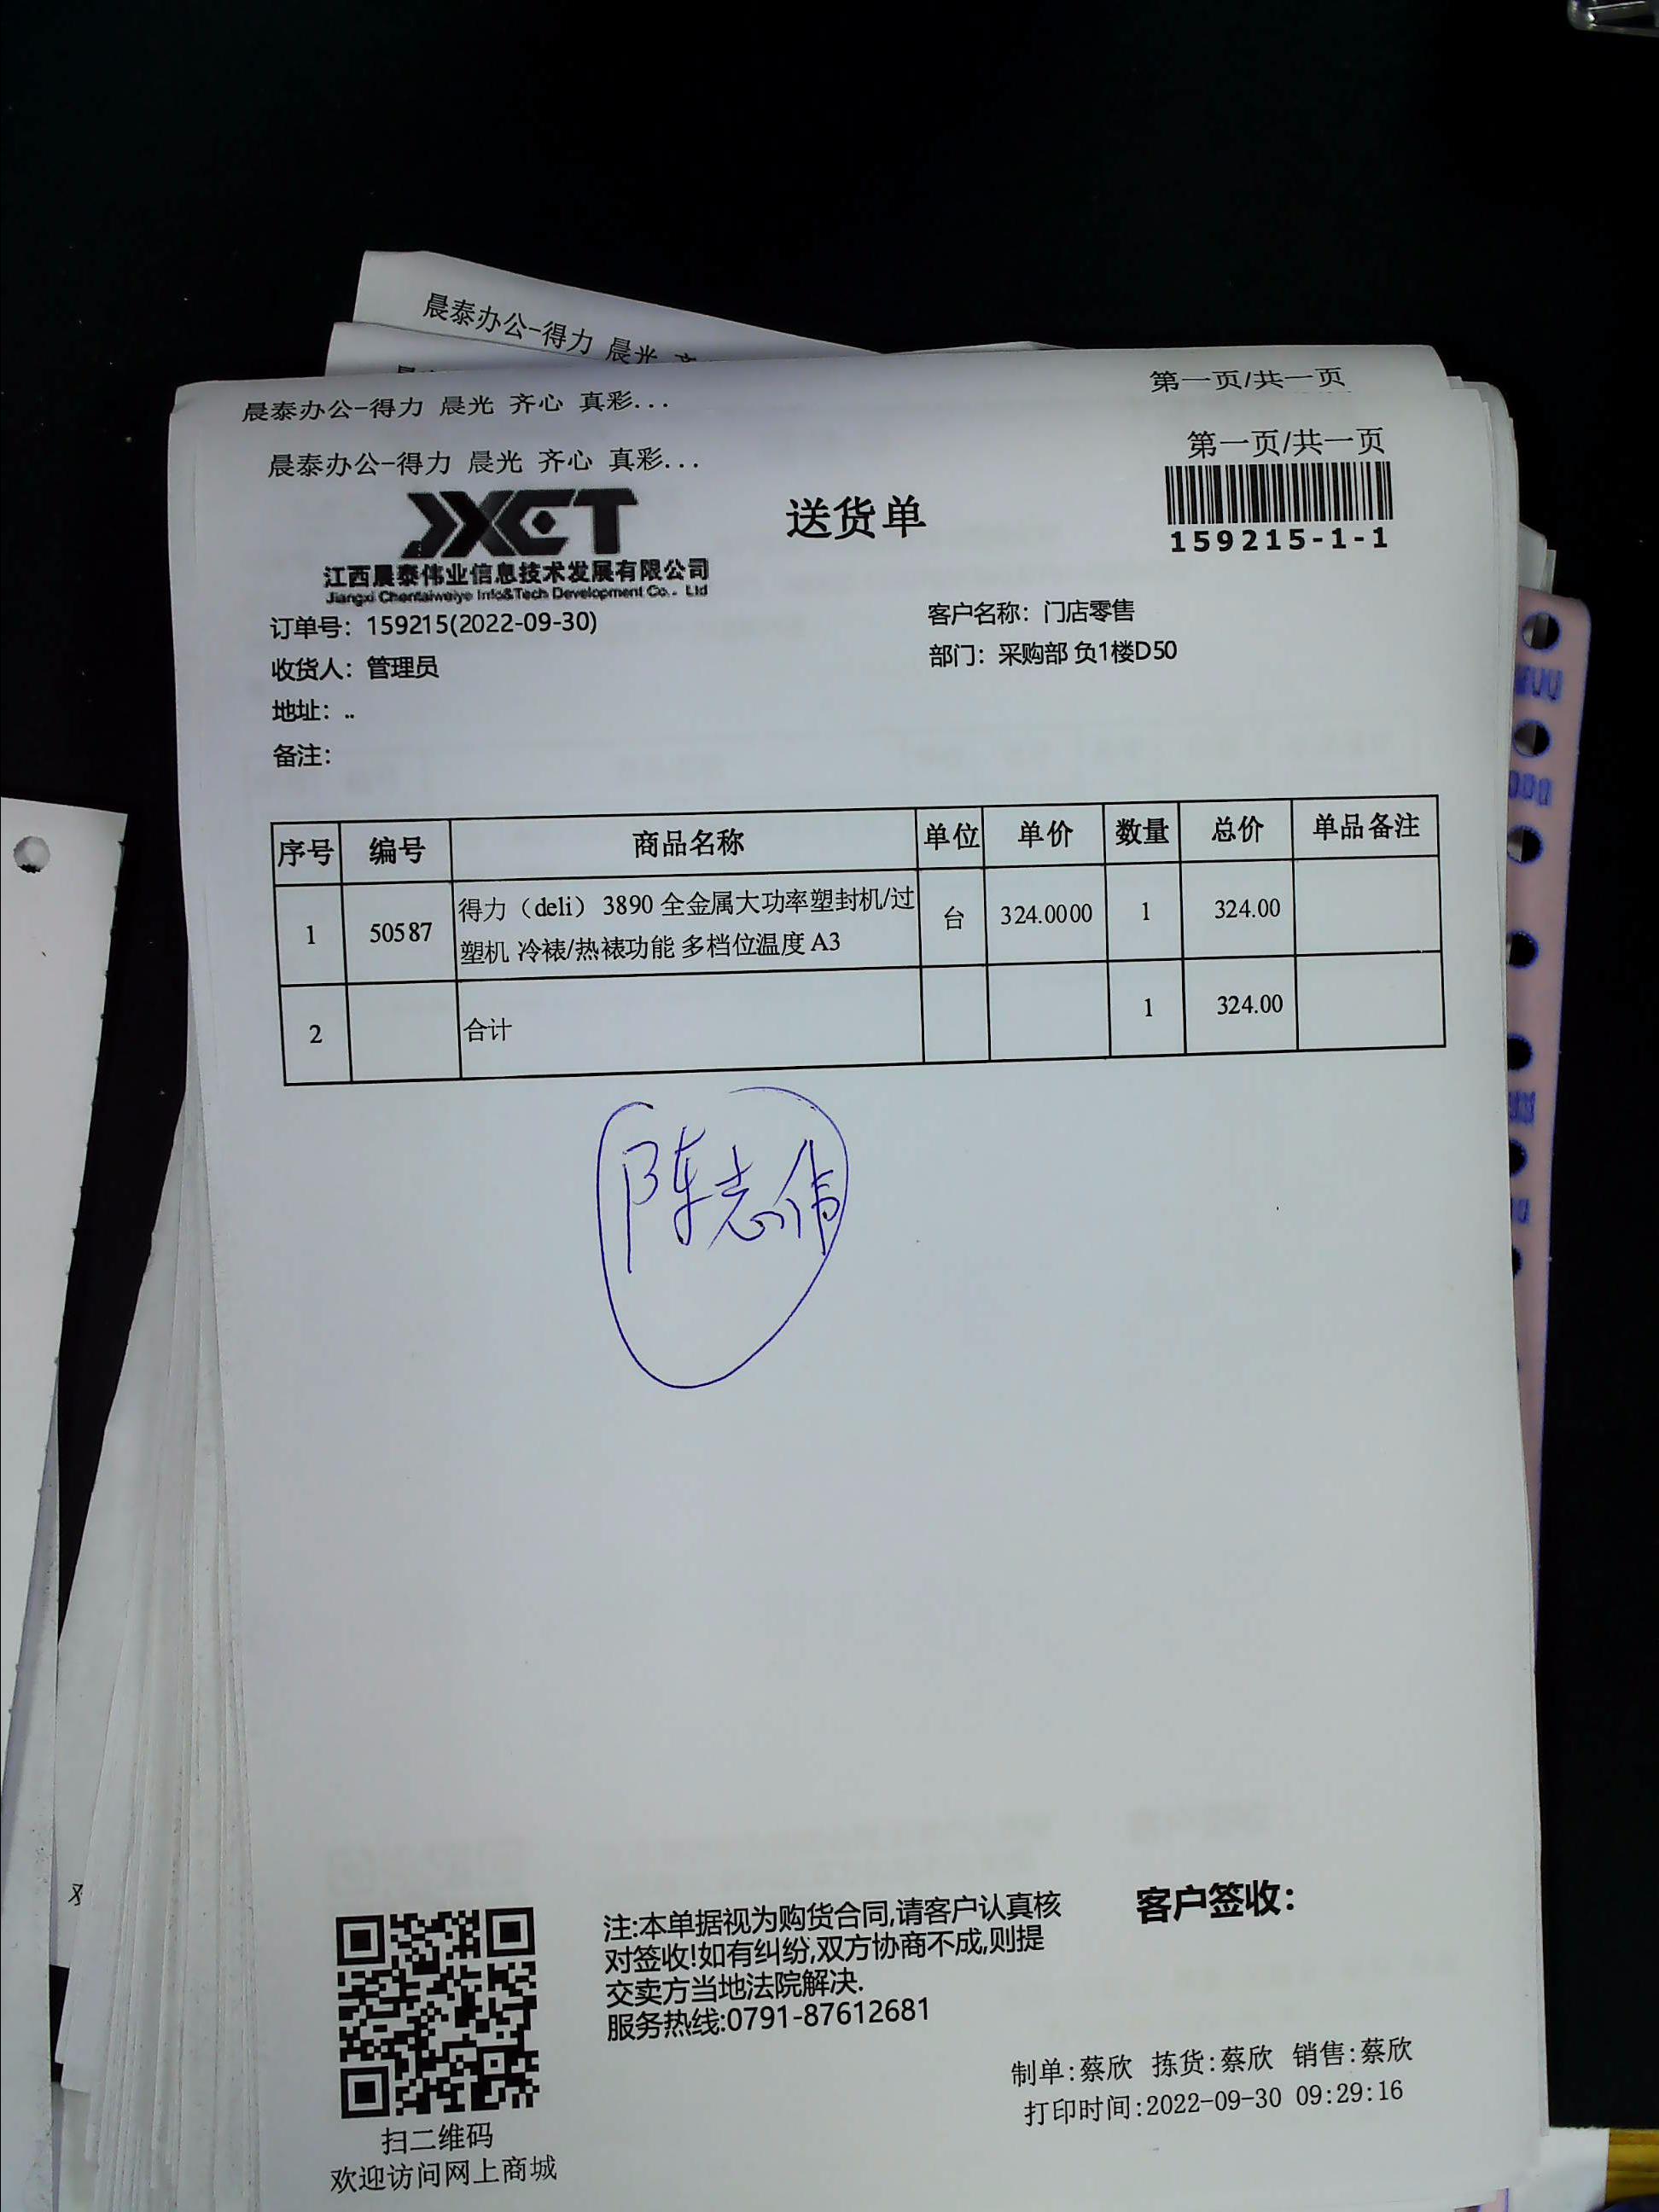 晨泰办公-得力 晨光 齐
晨泰办公-得力 晨光 齐心 真彩...
第一页/共一页
晨泰办公-得力 晨光 齐心 真彩...
第一页/共一页
JXCT
送货单
159215-1-1
江西晨泰伟业信息技术发展有限公司
Jiangxi Chentaiweiye Info&Tech Development Co.. Ltd
订单号：159215(2022-09-30)
客户名称：门店零售
收货人：管理员
部门：采购部 负1楼D50
地址：..
备注：
序号 编号 商品名称 单位 单价 数量 总价 单品备注
1 50587 得力（deli） 3890 全金属大功率塑封机/过 台 324.0000 1 324.00
塑机 冷裱/热裱功能 多档位温度 A3
2 合计 1 324.00
陈志伟
注:本单据视为购货合同,请客户认真核
对签收!如有纠纷,双方协商不成,则提
交卖方当地法院解决.
服务热线:0791-87612681
客户签收：
制单:蔡欣 拣货:蔡欣 销售:蔡欣
打印时间:2022-09-30 09:29:16
扫二维码
欢迎访问网上商城